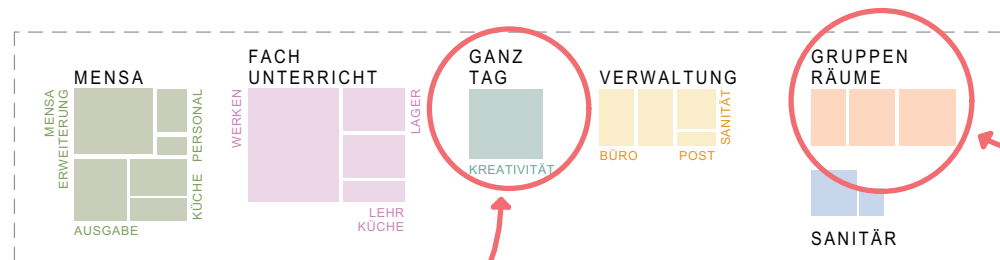 MENSA
MENSA
ERWEITERUNG
KÜCHE PERSONAL
AUSGABE
FACH
UNTERRICHT
WERKEN
LAGER
LEHR
KÜCHE
GANZ
TAG
KREATIVITÄT
VERWALTUNG
SANITÄT
BÜRO
POST
GRUPPEN
RÄUME
SANITÄR